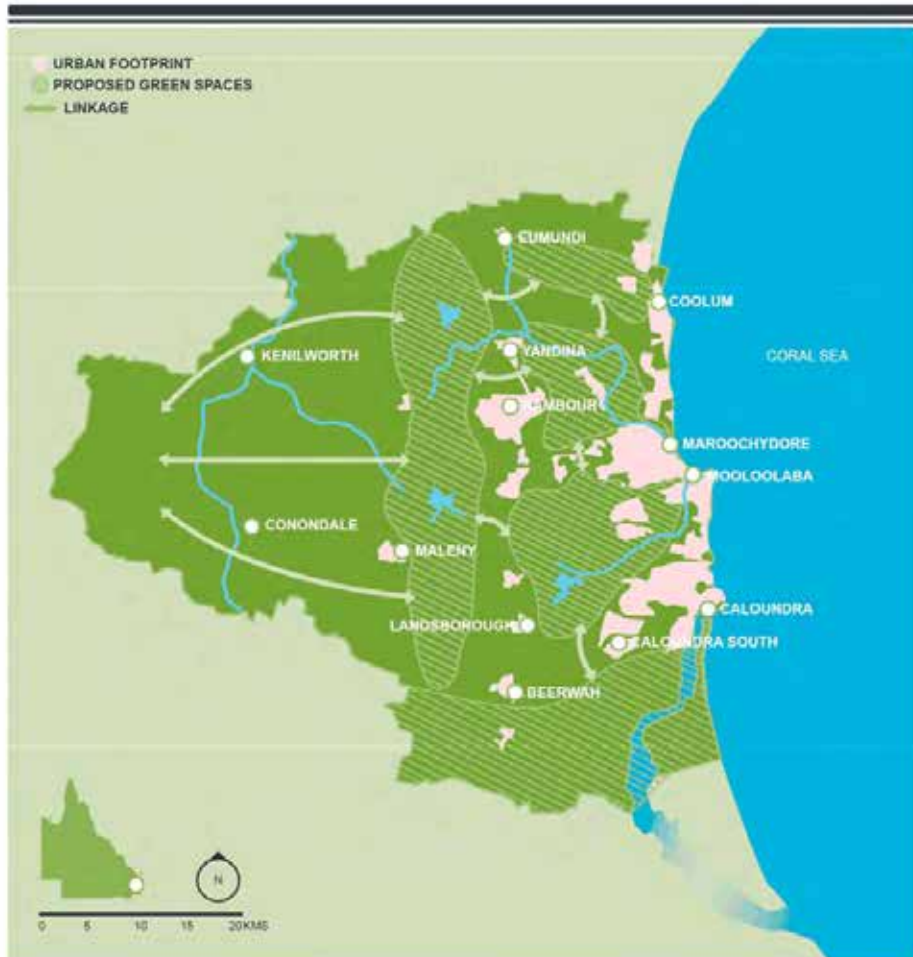 URBAN FOOTPRINT
PROPOSED GREEN SPACES
LINKAGE
EUMUNDI
COOLUM
KENILWORTH
YANDINA
CORAL SEA
NAMBOUR
MAROOCHYDORE
MOOLOOLABA
CONONDALE
MALENY
CALOUNDRA
LANDSBOROUGH
CALOUNDRA SOUTH
BEERWAH
N
0 5 10 15 20KMS